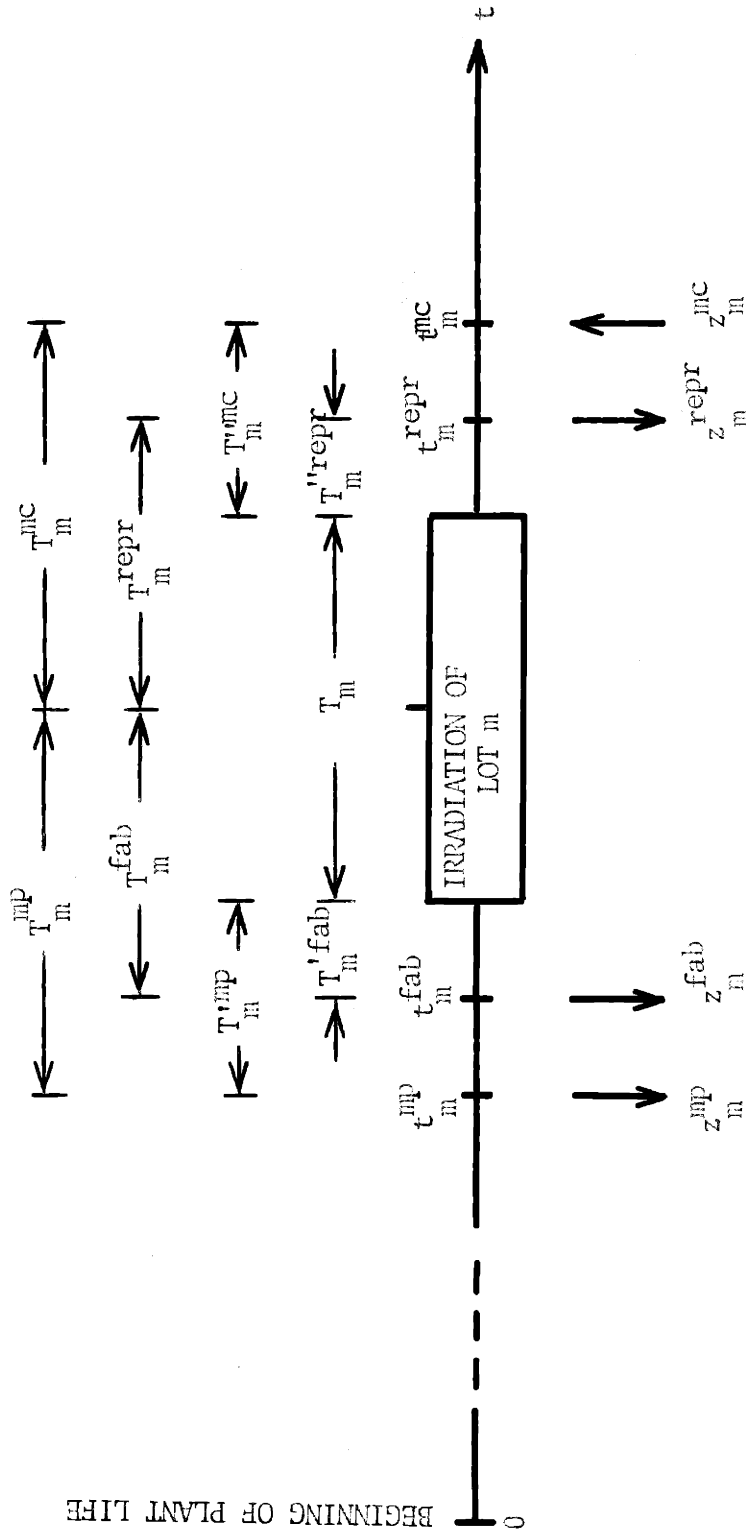 T_m^mp T_m^mc
T_m^fab T_m^repr
T'_m^mp T''_m^mc
T'_m^fab T_m T''_m^repr
IRRADIATION OF
LOT m
BEGINNING OF PLANT LIFE
0 t_m^mp t_m^fab t_m^repr t_m^mc t
z_m^mp z_m^fab z_m^repr z_m^mc